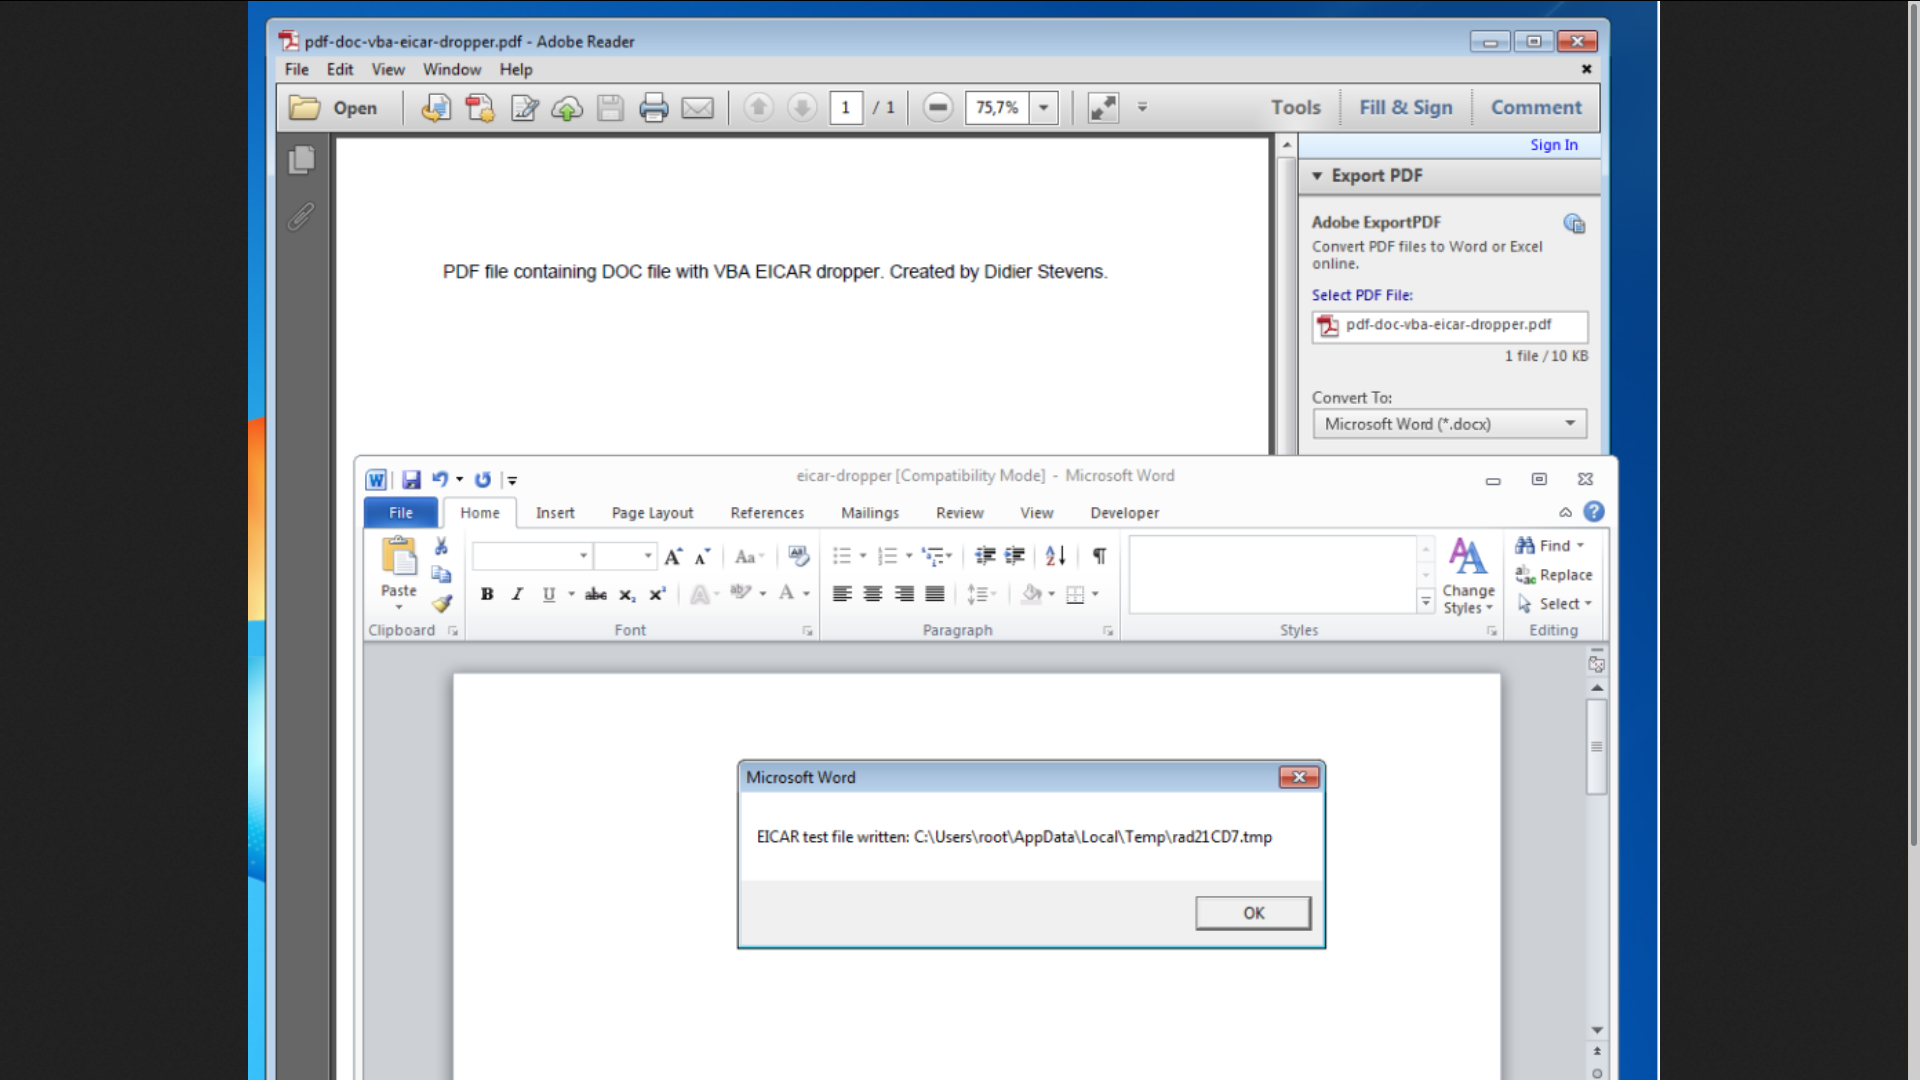 pdf-doc-vba-eicar-dropper.pdf - Adobe Reader
File Edit View Window Help
Open 1 / 1 75,7% Tools Fill & Sign Comment
Sign In
Export PDF
Adobe ExportPDF
Convert PDF files to Word or Excel
online.
Select PDF File:
pdf-doc-vba-eicar-dropper.pdf
1 file / 10 KB
Convert To:
Microsoft Word (*.docx)
PDF file containing DOC file with VBA EICAR dropper. Created by Didier Stevens.
eicar-dropper [Compatibility Mode] - Microsoft Word
File Home Insert Page Layout References Mailings Review View Developer
Paste
Clipboard
Font
Paragraph
Styles
Change
Styles
Find
Replace
Select
Editing
Microsoft Word
EICAR test file written: C:\Users\root\AppData\Local\Temp\rad21CD7.tmp
OK